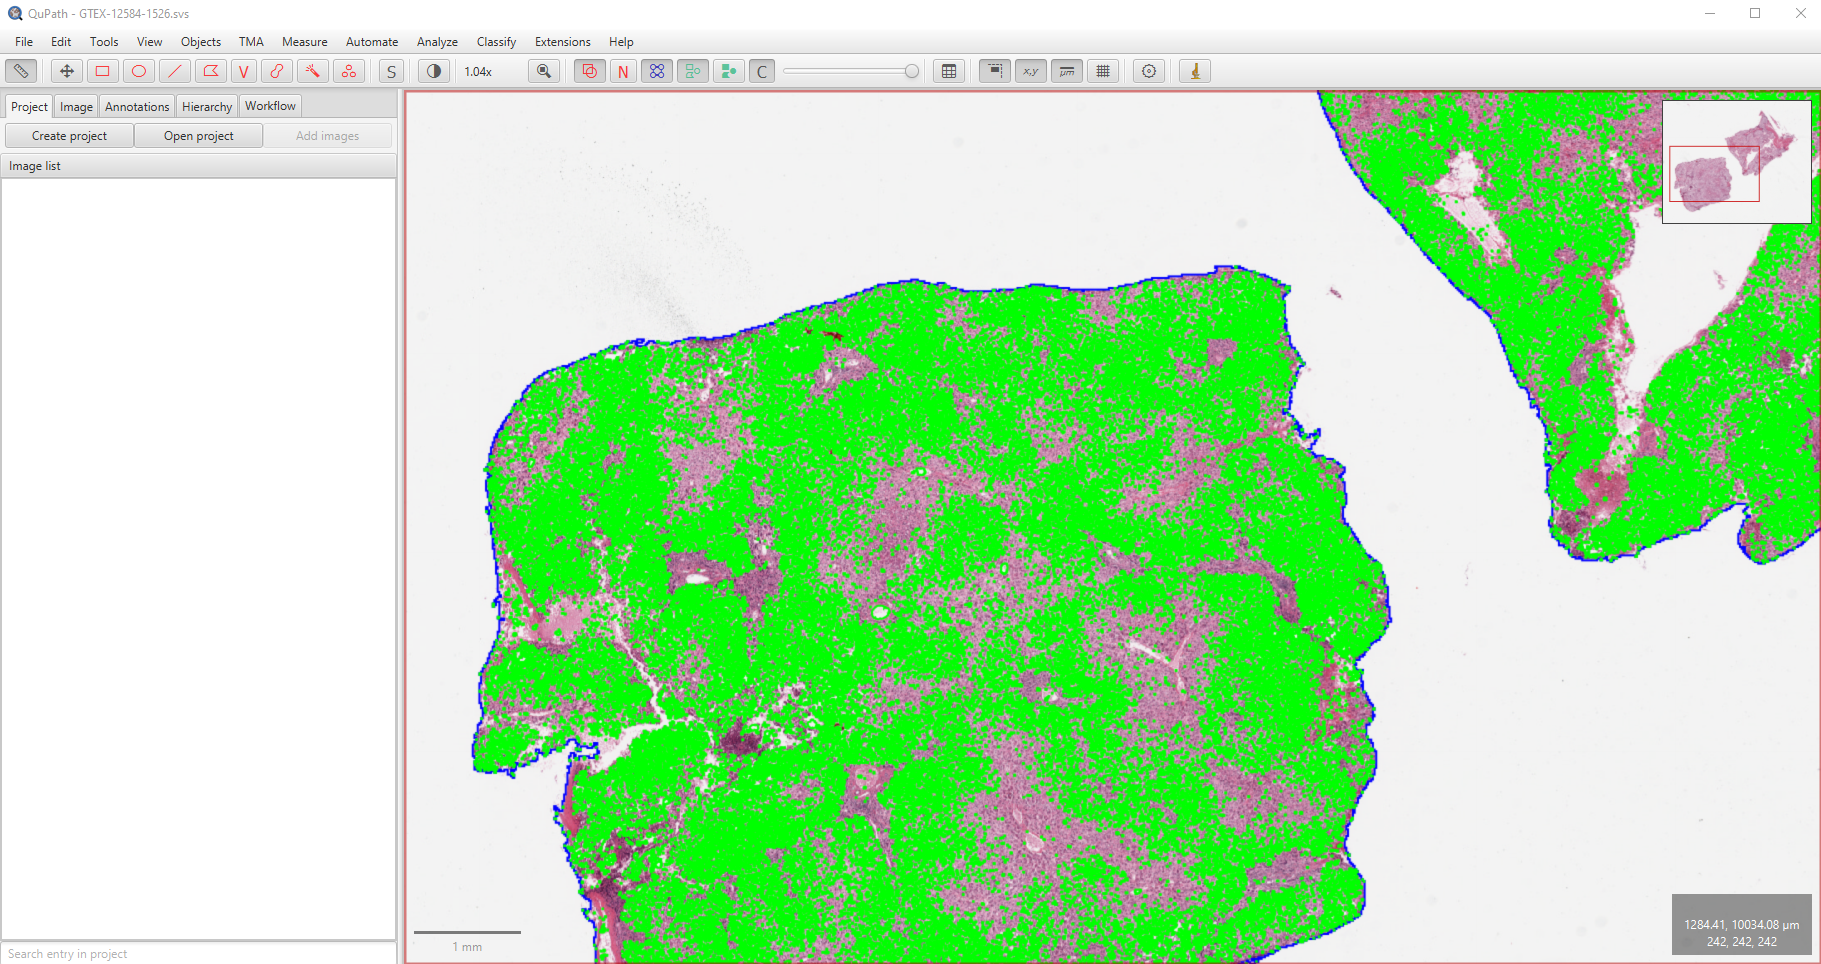 QuPath - GTEX-12584-1526.svs
File Edit Tools View Objects TMA Measure Automate Analyze Classify Extensions Help
V S 1.04x N C x,y μm
Project Image Annotations Hierarchy Workflow
Create project Open project Add images
Image list
1284.41, 10034.08 μm
1 mm
242, 242, 242
Search entry in project